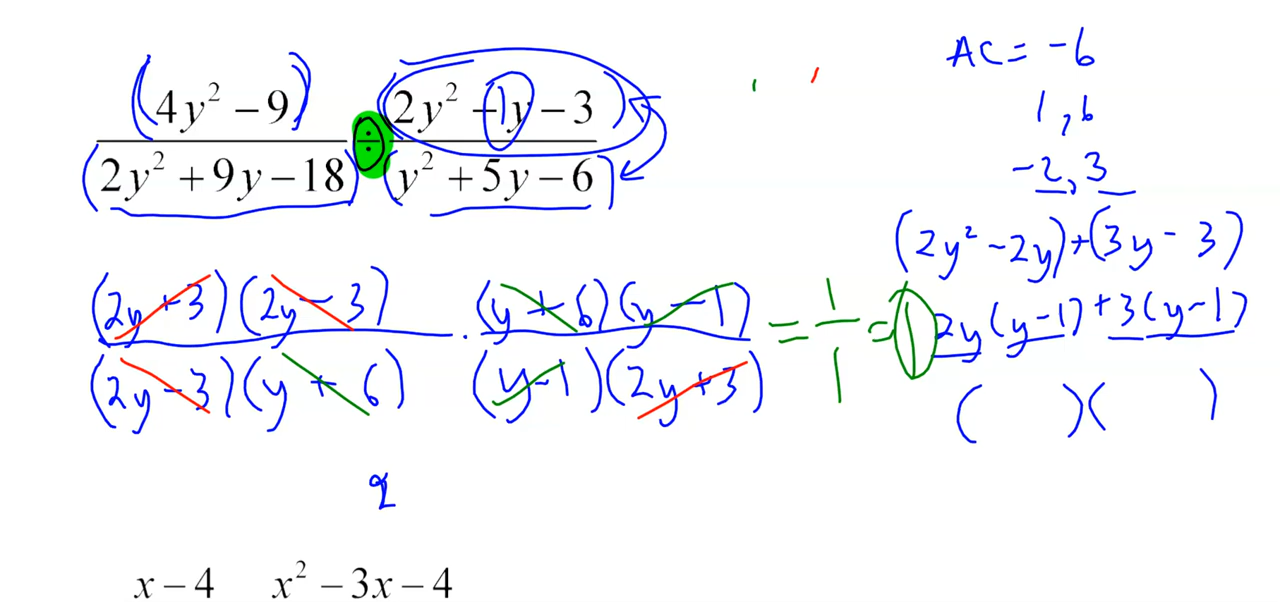 (4y² − 9) ÷ (2y² + 1y − 3)
(2y² + 9y − 18) (y² + 5y − 6)
AC = −6
1, 6
−2, 3
(2y² − 2y) + (3y − 3)
2y(y−1) + 3(y−1)
( )( )
(2y + 3)(2y − 3) · (y + 6)(y − 1) = 1 = 1
(2y − 3)(y + 6) (y − 1)(2y + 3) 1
x − 4 x² − 3x − 4